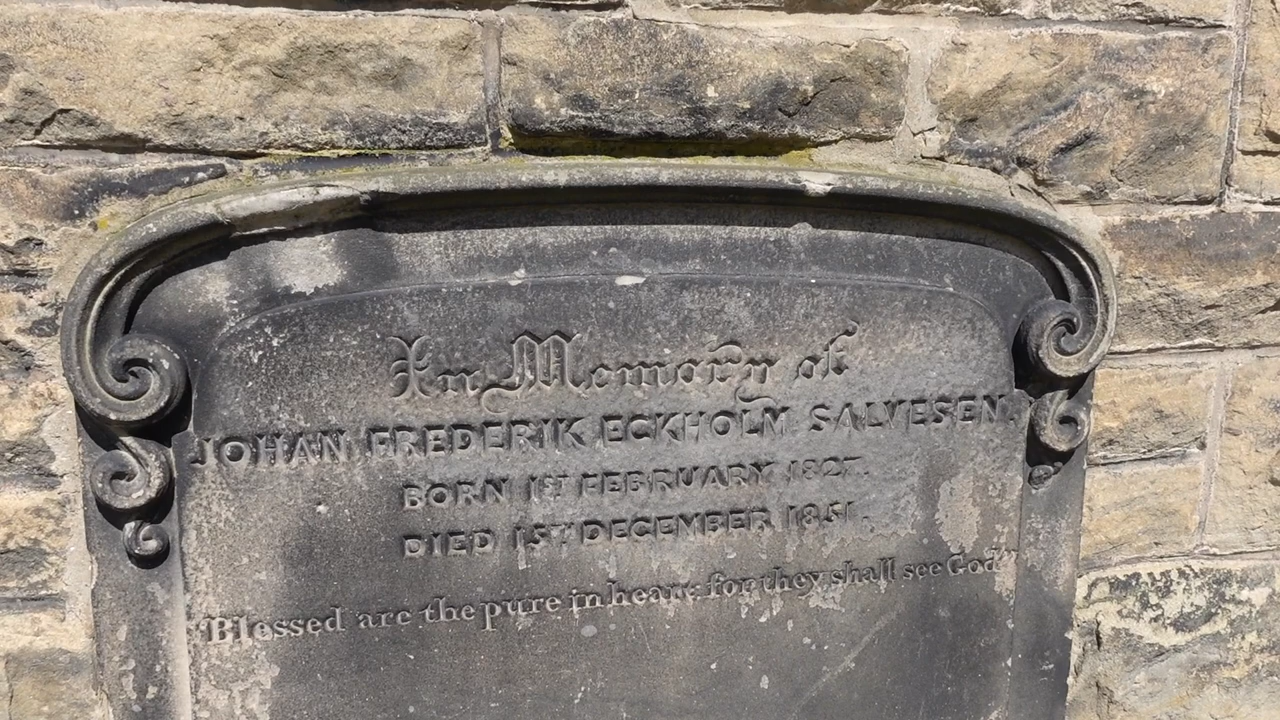 In Memory of
JOHAN FREDERIK ECKHOLM SALVESEN.
BORN 1ST FEBRUARY 1827.
DIED 1ST DECEMBER 1851.
"Blessed are the pure in heart: for they shall see God"